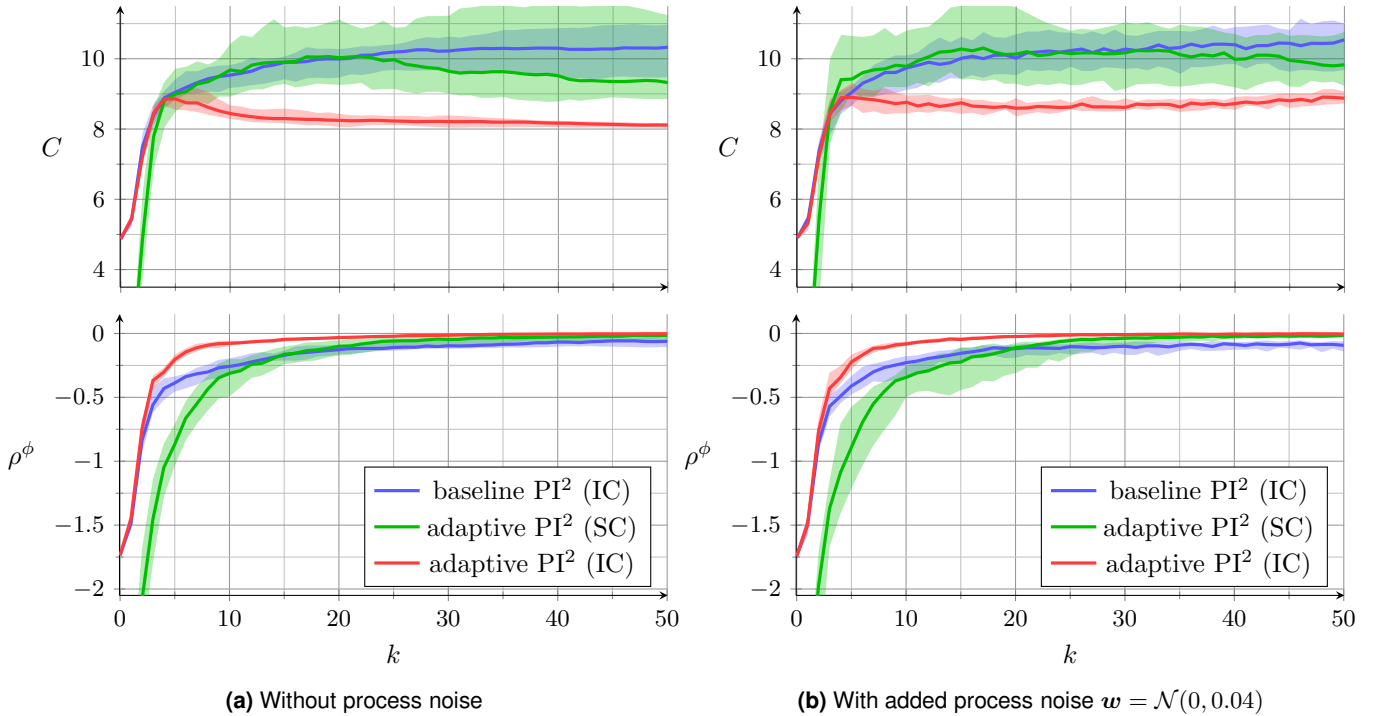 10
8
6
4
C
0
−0.5
−1
−1.5
−2
ρ^ϕ
baseline PI² (IC)
adaptive PI² (SC)
adaptive PI² (IC)
0 10 20 30 40 50
k
(a) Without process noise
10
8
6
4
C
0
−0.5
−1
−1.5
−2
ρ^ϕ
baseline PI² (IC)
adaptive PI² (SC)
adaptive PI² (IC)
0 10 20 30 40 50
k
(b) With added process noise w = 𝒩(0, 0.04)